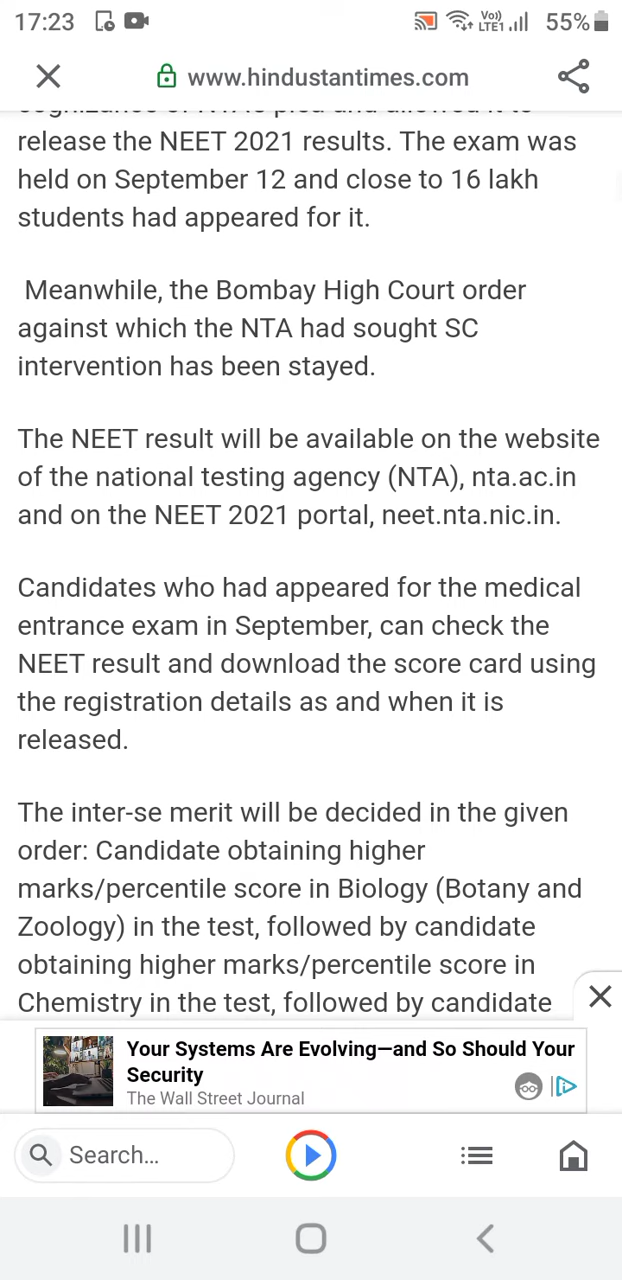 17:23
Vo))
LTE1
55%
www.hindustantimes.com
release the NEET 2021 results. The exam was
held on September 12 and close to 16 lakh
students had appeared for it.
Meanwhile, the Bombay High Court order
against which the NTA had sought SC
intervention has been stayed.
The NEET result will be available on the website
of the national testing agency (NTA), nta.ac.in
and on the NEET 2021 portal, neet.nta.nic.in.
Candidates who had appeared for the medical
entrance exam in September, can check the
NEET result and download the score card using
the registration details as and when it is
released.
The inter-se merit will be decided in the given
order: Candidate obtaining higher
marks/percentile score in Biology (Botany and
Zoology) in the test, followed by candidate
obtaining higher marks/percentile score in
Chemistry in the test, followed by candidate
Your Systems Are Evolving—and So Should Your
Security
The Wall Street Journal
Search...